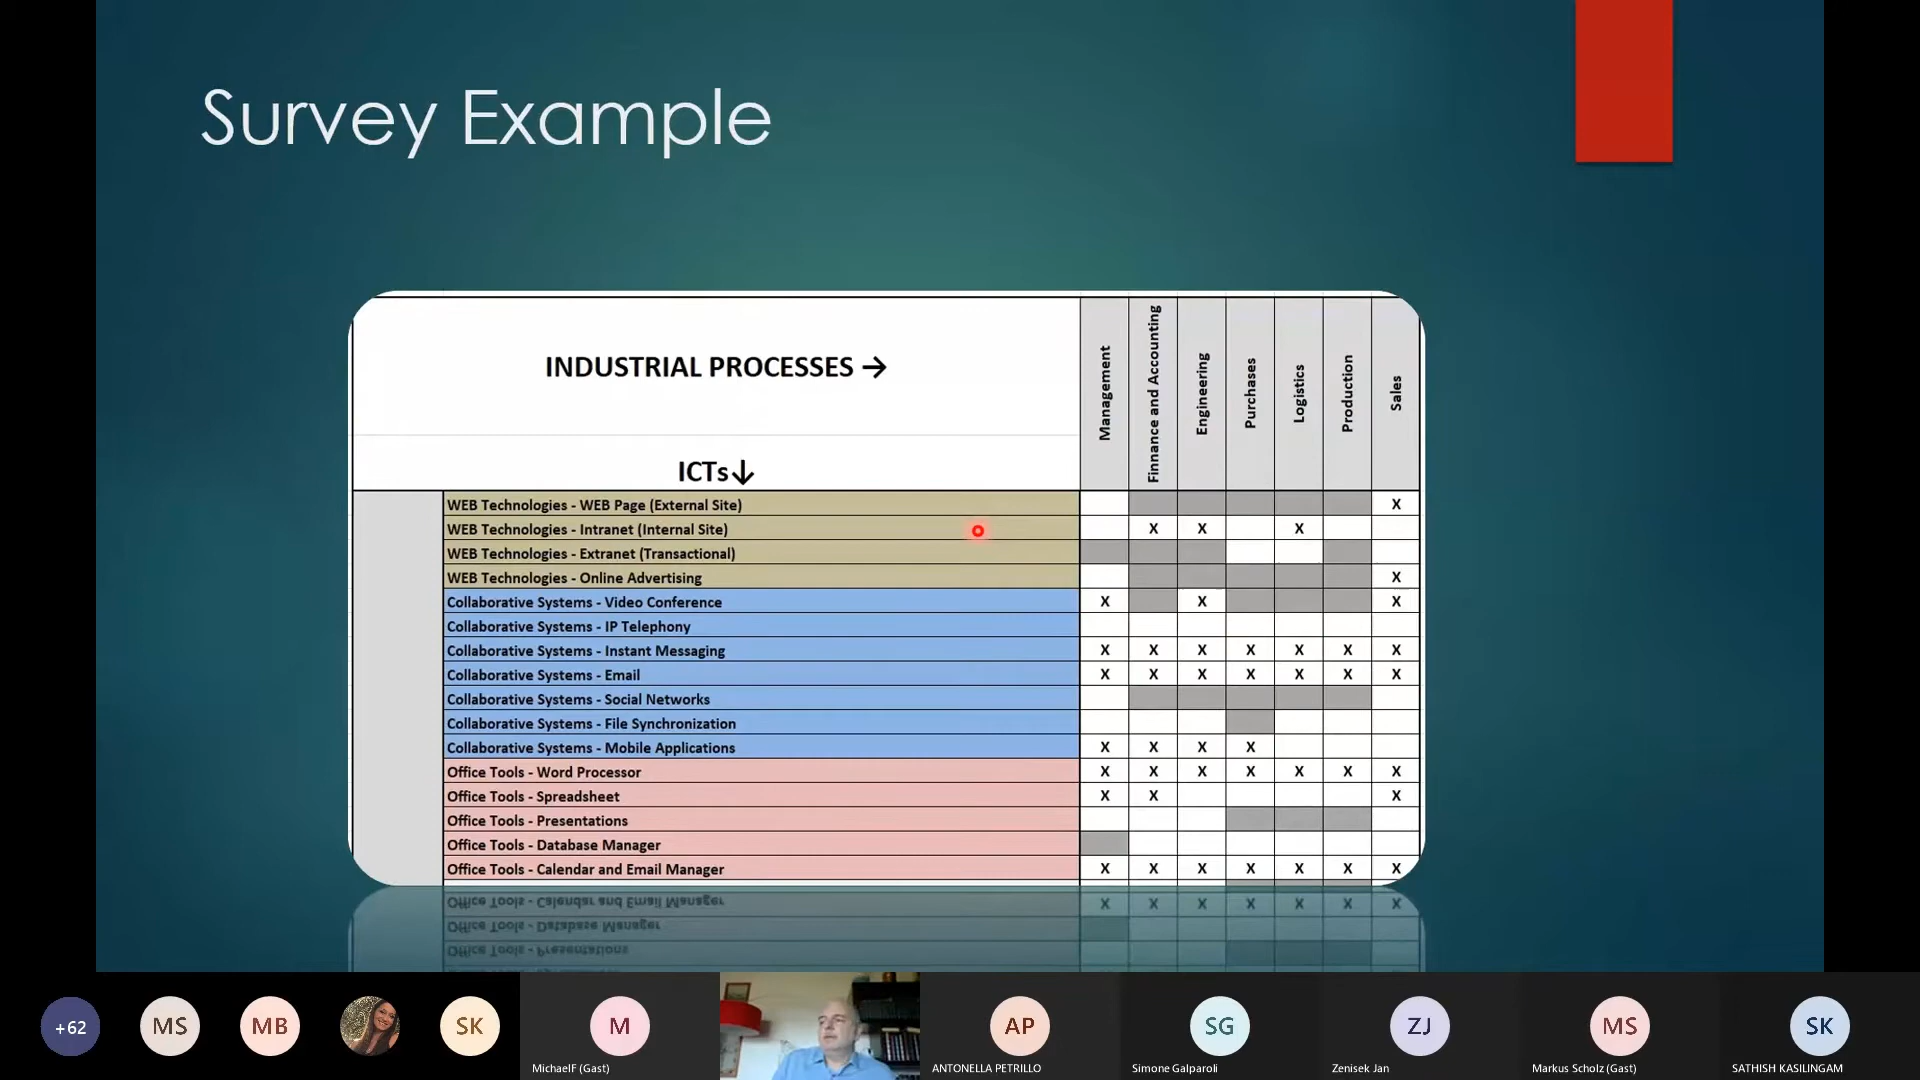 Survey Example
INDUSTRIAL PROCESSES →
Management
Finnance and Accounting
Engineering
Purchases
Logistics
Production
Sales
ICTs↓
WEB Technologies - WEB Page (External Site) X
WEB Technologies - Intranet (Internal Site) X X X
WEB Technologies - Extranet (Transactional)
WEB Technologies - Online Advertising X
Collaborative Systems - Video Conference X X X
Collaborative Systems - IP Telephony
Collaborative Systems - Instant Messaging X X X X X X X
Collaborative Systems - Email X X X X X X X
Collaborative Systems - Social Networks
Collaborative Systems - File Synchronization
Collaborative Systems - Mobile Applications X X X X
Office Tools - Word Processor X X X X X X X
Office Tools - Spreadsheet X X X
Office Tools - Presentations
Office Tools - Database Manager
Office Tools - Calendar and Email Manager X X X X X X X
+62
MS
MB
SK
M
AP
SG
ZJ
MS
SK
MichaelF (Gast)
ANTONELLA PETRILLO
Simone Galparoli
Zenisek Jan
Markus Scholz (Gast)
SATHISH KASILINGAM